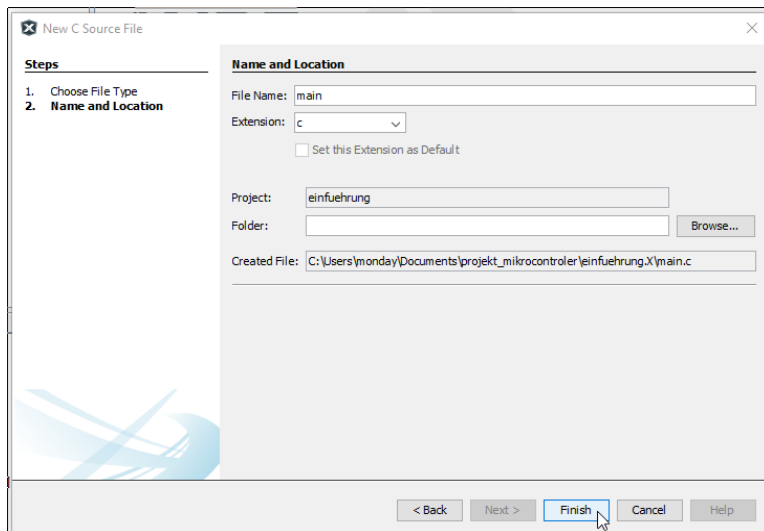 New C Source File
Steps
1. Choose File Type
2. Name and Location
Name and Location
File Name: main
Extension: c
Set this Extension as Default
Project: einfuehrung
Folder:
Browse...
Created File: C:\Users\monday\Documents\projekt_mikrocontroler\einfuehrung.X\main.c
< Back
Next >
Finish
Cancel
Help